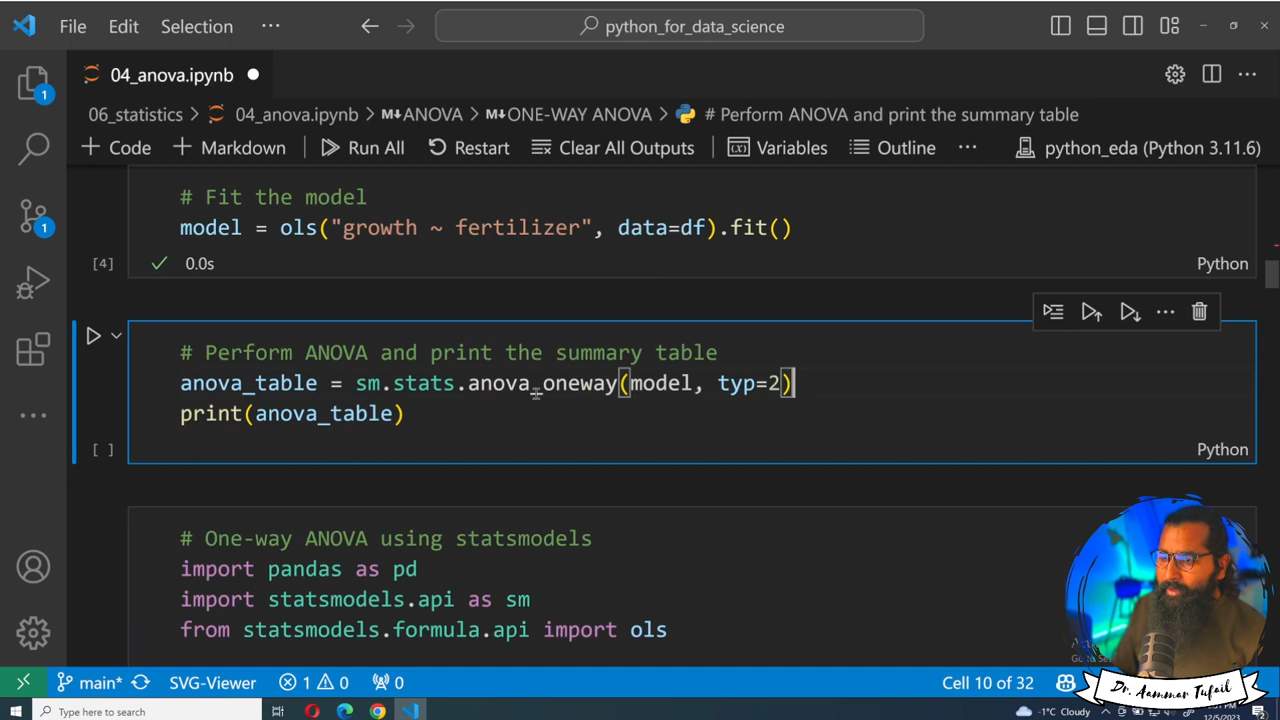 File Edit Selection ··· python_for_data_science
04_anova.ipynb
06_statistics > 04_anova.ipynb > ANOVA > ONE-WAY ANOVA > # Perform ANOVA and print the summary table
+ Code + Markdown Run All Restart Clear All Outputs Variables Outline ··· python_eda (Python 3.11.6)
# Fit the model
model = ols("growth ~ fertilizer", data=df).fit()
[4] 0.0s Python
# Perform ANOVA and print the summary table
anova_table = sm.stats.anova_oneway(model, typ=2)
print(anova_table)
[ ] Python
# One-way ANOVA using statsmodels
import pandas as pd
import statsmodels.api as sm
from statsmodels.formula.api import ols
1
1
main* SVG-Viewer 1 0 0 Cell 10 of 32
Dr. Aammar Tufail
Type here to search -1°C Cloudy 12/5/2023